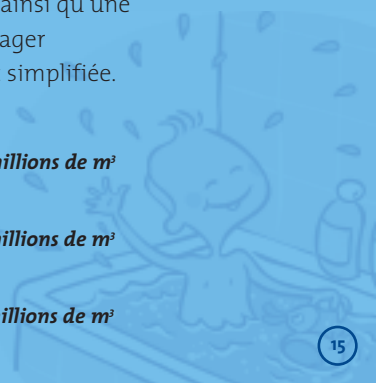 ainsi qu'une
ager
simplifiée.
illions de m³
illions de m³
illions de m³
15